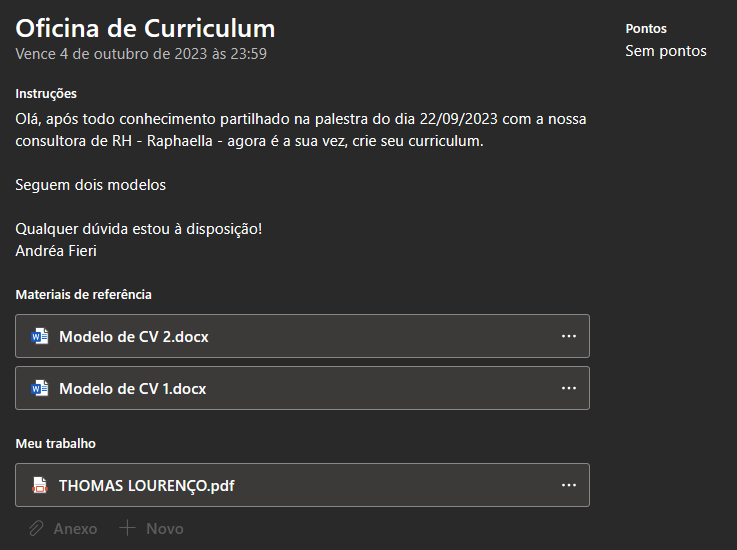 Oficina de Curriculum
Vence 4 de outubro de 2023 às 23:59
Pontos
Sem pontos
Instruções
Olá, após todo conhecimento partilhado na palestra do dia 22/09/2023 com a nossa
consultora de RH - Raphaella - agora é a sua vez, crie seu curriculum.
Seguem dois modelos
Qualquer dúvida estou à disposição!
Andréa Fieri
Materiais de referência
Modelo de CV 2.docx
Modelo de CV 1.docx
Meu trabalho
THOMAS LOURENÇO.pdf
Anexo
Novo